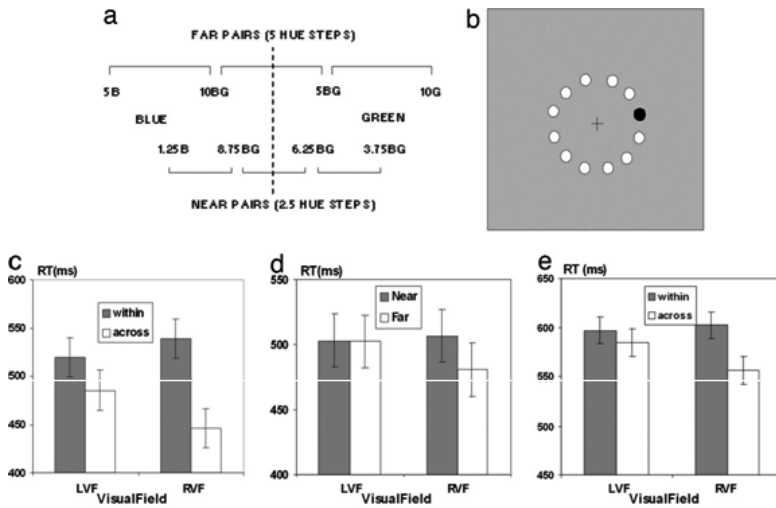 a
FAR PAIRS (5 HUE STEPS)
5B 10BG 5BG 10G
BLUE GREEN
1.25B 8.75BG 6.25BG 3.75BG
NEAR PAIRS (2.5 HUE STEPS)
b
c
RT(ms)
600
within
across
550
500
450
400
LVF RVF
VisualField
d
RT(ms)
550
Near
Far
500
450
400
LVF RVF
VisualField
e
RT (ms)
650
within
across
600
550
500
450
LVF RVF
VisualField